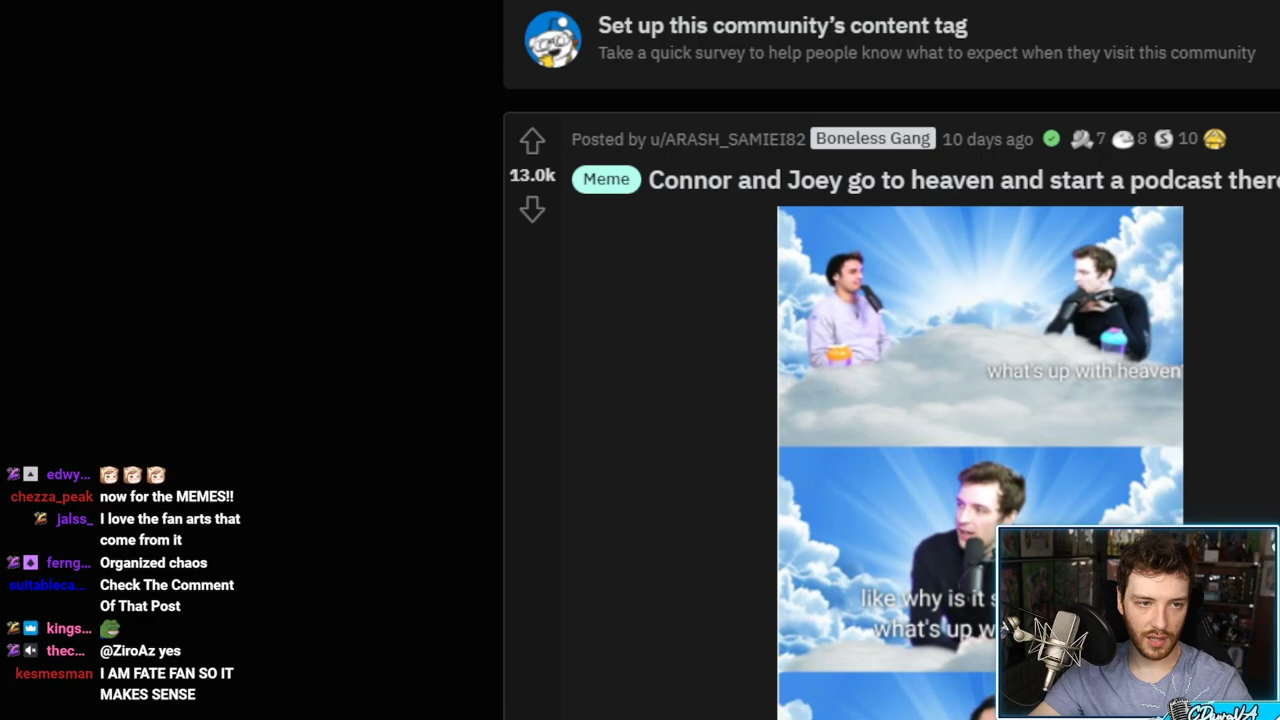 Set up this community's content tag
Take a quick survey to help people know what to expect when they visit this community
Posted by u/ARASH_SAMIEI82 Boneless Gang 10 days ago 7 8 10
13.0k
Meme Connor and Joey go to heaven and start a podcast there
what's up with heaven
like why is it
what's up w
edwy...
chezza_peak now for the MEMES!!
jalss_ I love the fan arts that
come from it
ferng... Organized chaos
suitableca... Check The Comment
Of That Post
kings...
thec... @ZiroAz yes
kesmesman I AM FATE FAN SO IT
MAKES SENSE